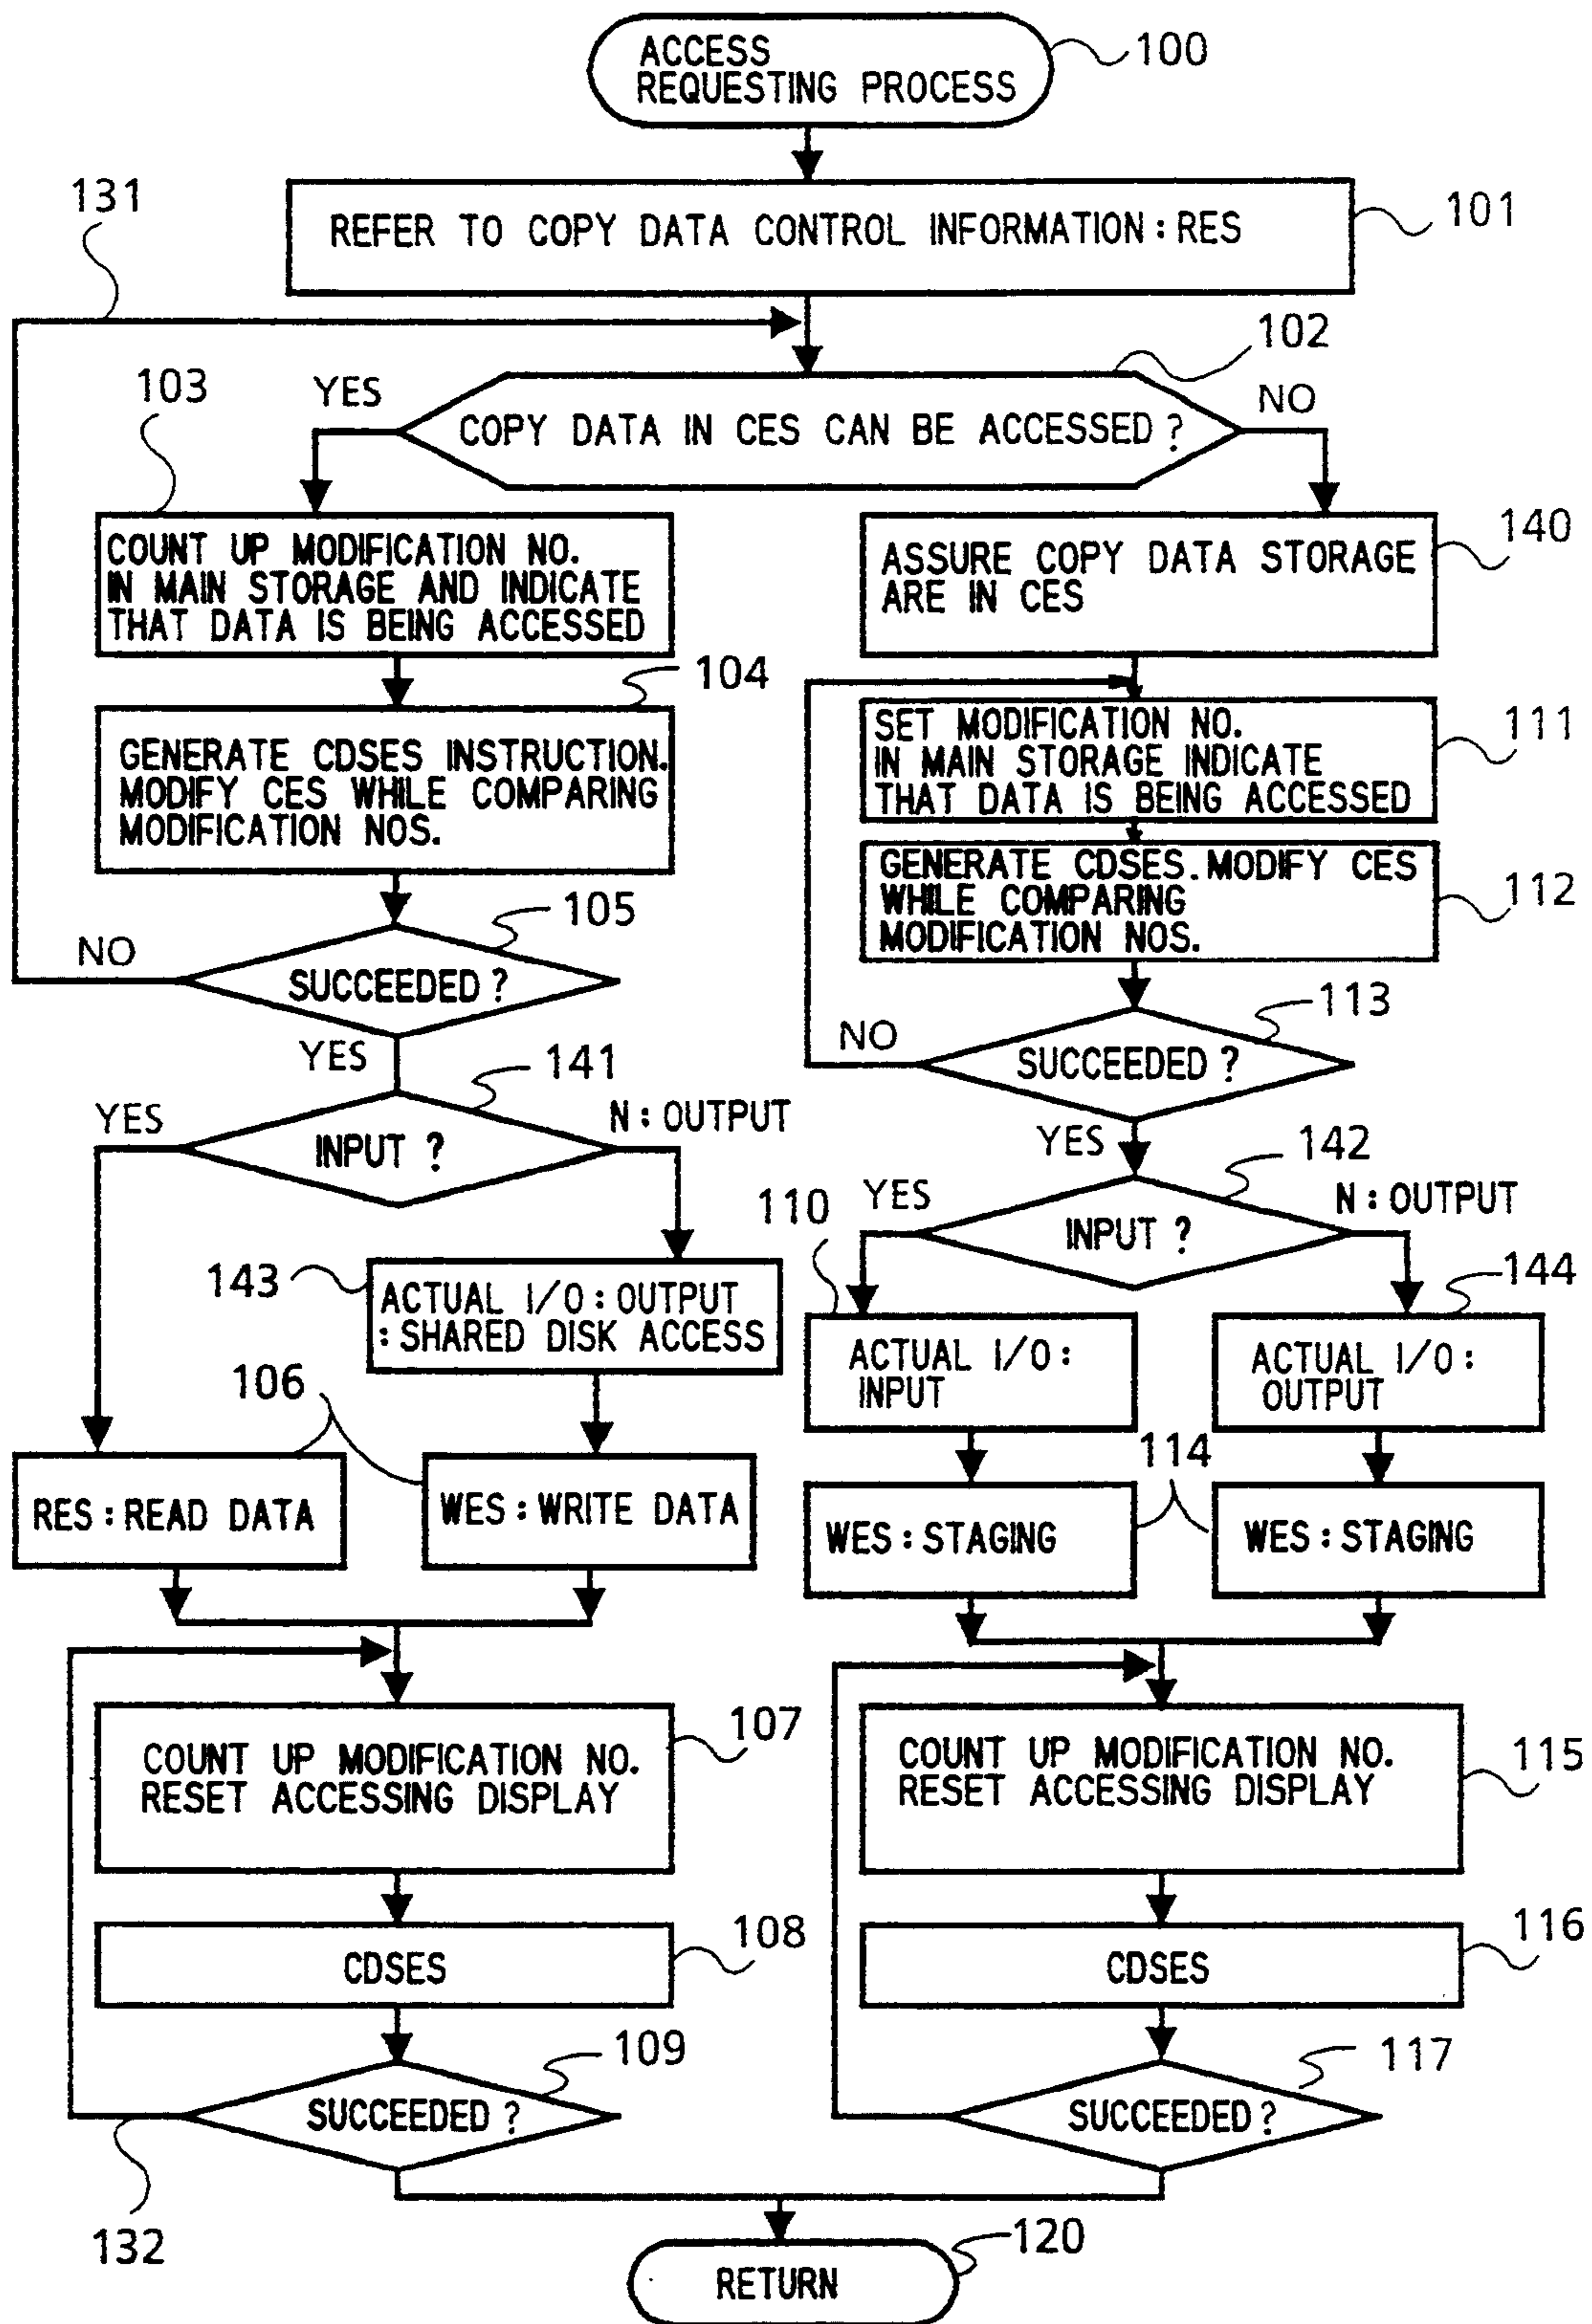 ACCESS
REQUESTING PROCESS
100
REFER TO COPY DATA CONTROL INFORMATION : RES
101
131
102
COPY DATA IN CES CAN BE ACCESSED ?
YES
NO
103
COUNT UP MODIFICATION NO.
IN MAIN STORAGE AND INDICATE
THAT DATA IS BEING ACCESSED
140
ASSURE COPY DATA STORAGE
ARE IN CES
104
GENERATE CDSES INSTRUCTION.
MODIFY CES WHILE COMPARING
MODIFICATION NOS.
111
SET MODIFICATION NO.
IN MAIN STORAGE INDICATE
THAT DATA IS BEING ACCESSED
112
GENERATE CDSES. MODIFY CES
WHILE COMPARING
MODIFICATION NOS.
105
NO
SUCCEEDED ?
YES
113
NO
SUCCEEDED ?
YES
141
YES
INPUT ?
N : OUTPUT
142
YES
INPUT ?
N : OUTPUT
143
ACTUAL I/O : OUTPUT
: SHARED DISK ACCESS
110
ACTUAL I/O :
INPUT
144
ACTUAL I/O :
OUTPUT
106
RES : READ DATA
WES : WRITE DATA
114
WES : STAGING
WES : STAGING
107
COUNT UP MODIFICATION NO.
RESET ACCESSING DISPLAY
115
COUNT UP MODIFICATION NO.
RESET ACCESSING DISPLAY
108
CDSES
116
CDSES
109
SUCCEEDED ?
117
SUCCEEDED ?
132
120
RETURN